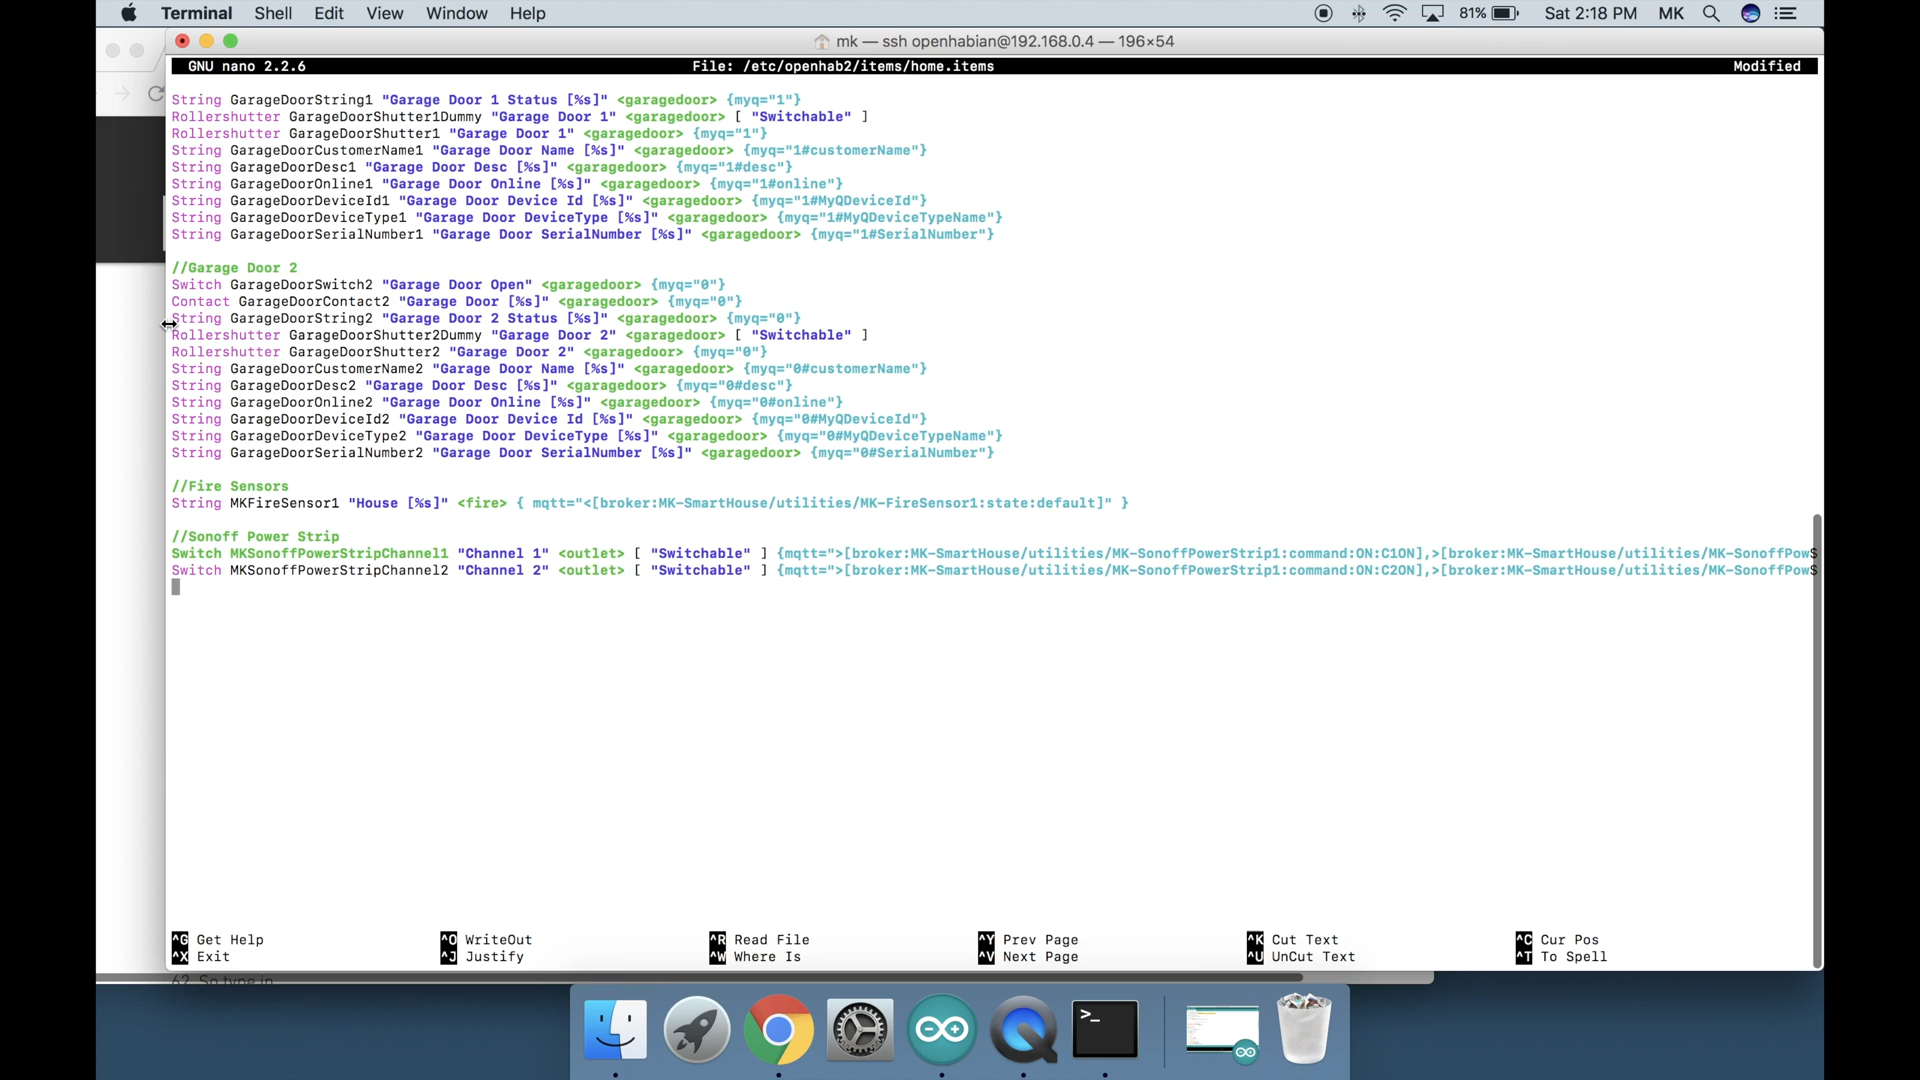 Terminal Shell Edit View Window Help 81% Sat 2:18 PM MK
mk — ssh openhabian@192.168.0.4 — 196×54
GNU nano 2.2.6 File: /etc/openhab2/items/home.items Modified
String GarageDoorString1 "Garage Door 1 Status [%s]" <garagedoor> {myq="1"}
Rollershutter GarageDoorShutter1Dummy "Garage Door 1" <garagedoor> [ "Switchable" ]
Rollershutter GarageDoorShutter1 "Garage Door 1" <garagedoor> {myq="1"}
String GarageDoorCustomerName1 "Garage Door Name [%s]" <garagedoor> {myq="1#customerName"}
String GarageDoorDesc1 "Garage Door Desc [%s]" <garagedoor> {myq="1#desc"}
String GarageDoorOnline1 "Garage Door Online [%s]" <garagedoor> {myq="1#online"}
String GarageDoorDeviceId1 "Garage Door Device Id [%s]" <garagedoor> {myq="1#MyQDeviceId"}
String GarageDoorDeviceType1 "Garage Door DeviceType [%s]" <garagedoor> {myq="1#MyQDeviceTypeName"}
String GarageDoorSerialNumber1 "Garage Door SerialNumber [%s]" <garagedoor> {myq="1#SerialNumber"}
//Garage Door 2
Switch GarageDoorSwitch2 "Garage Door Open" <garagedoor> {myq="0"}
Contact GarageDoorContact2 "Garage Door [%s]" <garagedoor> {myq="0"}
String GarageDoorString2 "Garage Door 2 Status [%s]" <garagedoor> {myq="0"}
Rollershutter GarageDoorShutter2Dummy "Garage Door 2" <garagedoor> [ "Switchable" ]
Rollershutter GarageDoorShutter2 "Garage Door 2" <garagedoor> {myq="0"}
String GarageDoorCustomerName2 "Garage Door Name [%s]" <garagedoor> {myq="0#customerName"}
String GarageDoorDesc2 "Garage Door Desc [%s]" <garagedoor> {myq="0#desc"}
String GarageDoorOnline2 "Garage Door Online [%s]" <garagedoor> {myq="0#online"}
String GarageDoorDeviceId2 "Garage Door Device Id [%s]" <garagedoor> {myq="0#MyQDeviceId"}
String GarageDoorDeviceType2 "Garage Door DeviceType [%s]" <garagedoor> {myq="0#MyQDeviceTypeName"}
String GarageDoorSerialNumber2 "Garage Door SerialNumber [%s]" <garagedoor> {myq="0#SerialNumber"}
//Fire Sensors
String MKFireSensor1 "House [%s]" <fire> { mqtt="<[broker:MK-SmartHouse/utilities/MK-FireSensor1:state:default]" }
//Sonoff Power Strip
Switch MKSonoffPowerStripChannel1 "Channel 1" <outlet> [ "Switchable" ] {mqtt=">[broker:MK-SmartHouse/utilities/MK-SonoffPowerStrip1:command:ON:C1ON],>[broker:MK-SmartHouse/utilities/MK-SonoffPow$
Switch MKSonoffPowerStripChannel2 "Channel 2" <outlet> [ "Switchable" ] {mqtt=">[broker:MK-SmartHouse/utilities/MK-SonoffPowerStrip1:command:ON:C2ON],>[broker:MK-SmartHouse/utilities/MK-SonoffPow$
^G Get Help ^O WriteOut ^R Read File ^Y Prev Page ^K Cut Text ^C Cur Pos
^X Exit ^J Justify ^W Where Is ^V Next Page ^U UnCut Text ^T To Spell
62. So type in
>_